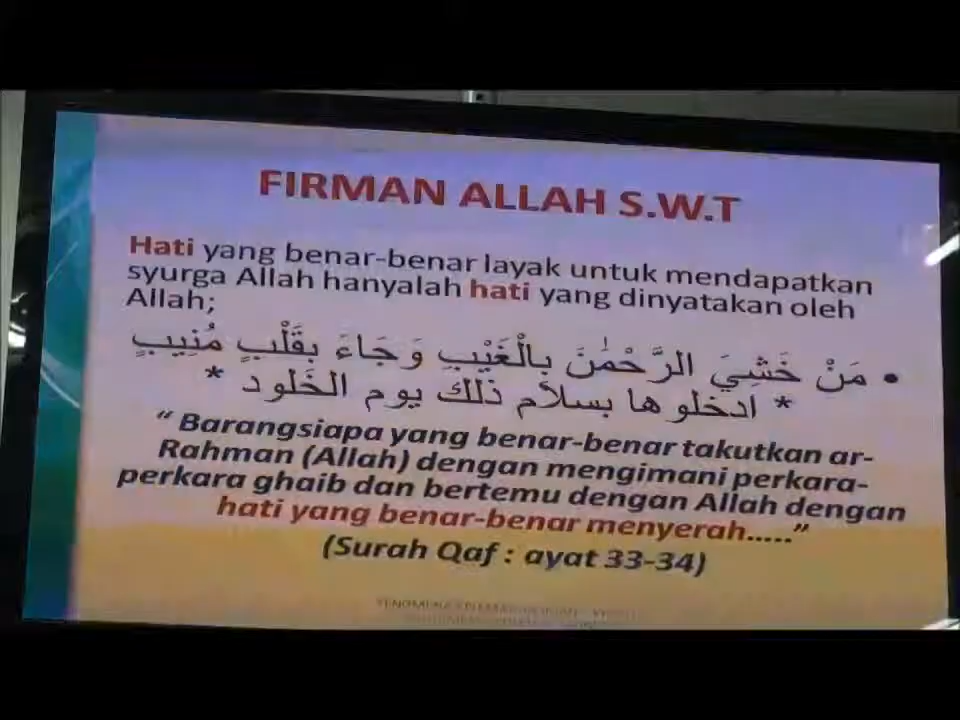 FIRMAN ALLAH S.W.T
Hati yang benar-benar layak untuk mendapatkan
syurga Allah hanyalah hati yang dinyatakan oleh
Allah;
• مَنْ خَشِيَ الرَّحْمٰنَ بِالْغَيْبِ وَجَاءَ بِقَلْبٍ مُنِيبٍ
* ادخلوها بسلام ذلك يوم الخلود *
“ Barangsiapa yang benar-benar takutkan ar-
Rahman (Allah) dengan mengimani perkara-
perkara ghaib dan bertemu dengan Allah dengan
hati yang benar-benar menyerah.....”
(Surah Qaf : ayat 33-34)